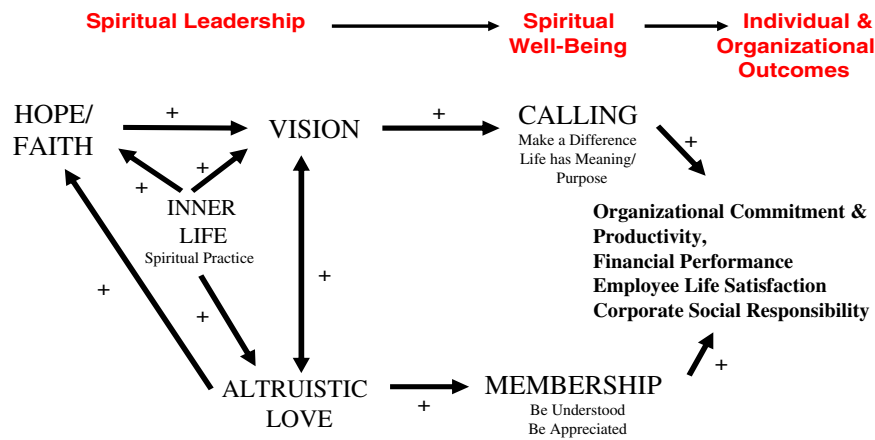 Spiritual Leadership
Spiritual
Well-Being
Individual &
Organizational
Outcomes
HOPE/
FAITH
+
VISION
+
CALLING
Make a Difference
Life has Meaning/
Purpose
+
+
+
INNER
LIFE
Spiritual Practice
Organizational Commitment &
Productivity,
Financial Performance
Employee Life Satisfaction
Corporate Social Responsibility
+
+
+
ALTRUISTIC
LOVE
+
MEMBERSHIP
Be Understood
Be Appreciated
+